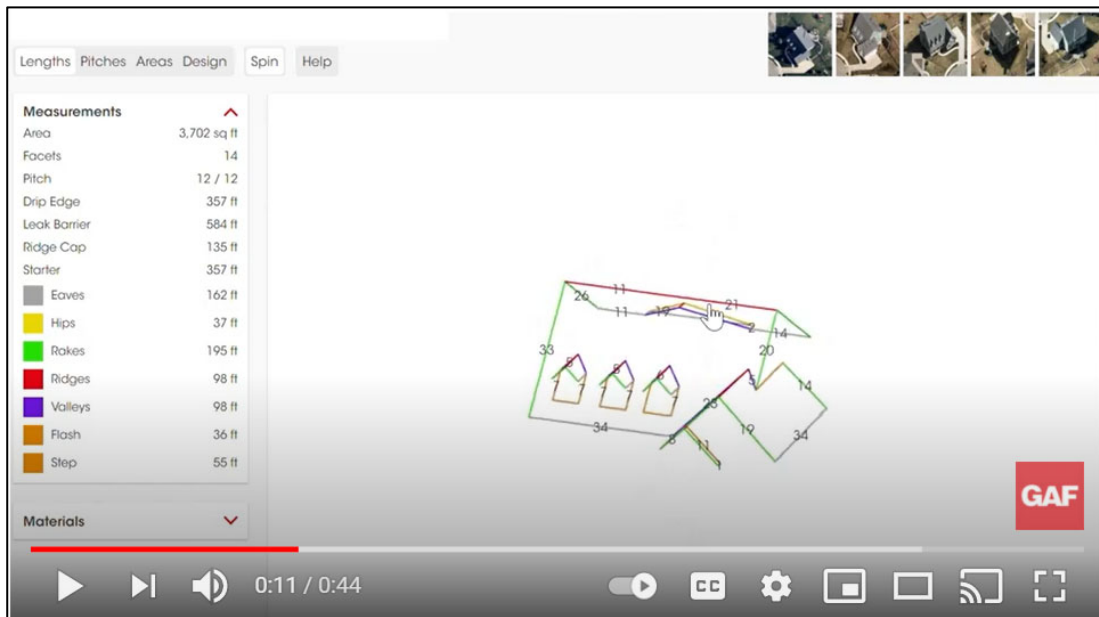 Lengths Pitches Areas Design Spin Help
Measurements
Area 3,702 sq ft
Facets 14
Pitch 12 / 12
Drip Edge 357 ft
Leak Barrier 584 ft
Ridge Cap 135 ft
Starter 357 ft
Eaves 162 ft
Hips 37 ft
Rakes 195 ft
Ridges 98 ft
Valleys 98 ft
Flash 36 ft
Step 55 ft
Materials
11
26
21
11 19
2
14
33
20
5
14
7 7 7
34
23
19
34
8
11
GAF
0:11 / 0:44
CC